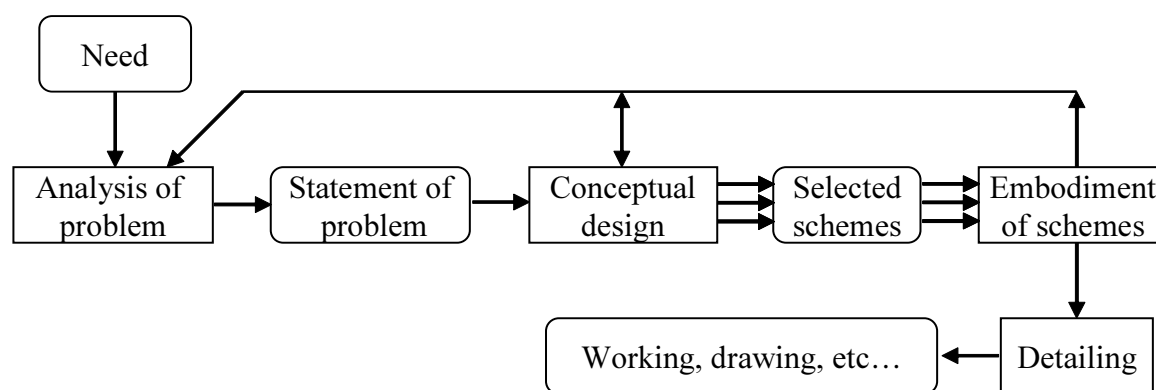 Need
Analysis of
problem
Statement of
problem
Conceptual
design
Selected
schemes
Embodiment
of schemes
Working, drawing, etc…
Detailing